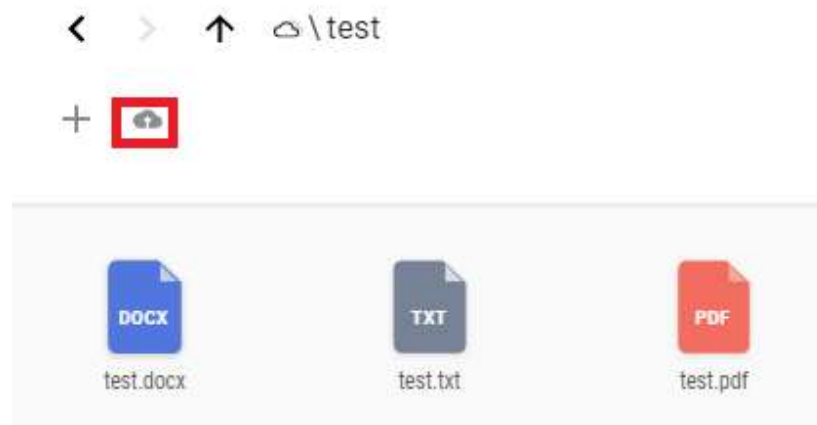 \ test
DOCX TXT PDF
test.docx test.txt test.pdf